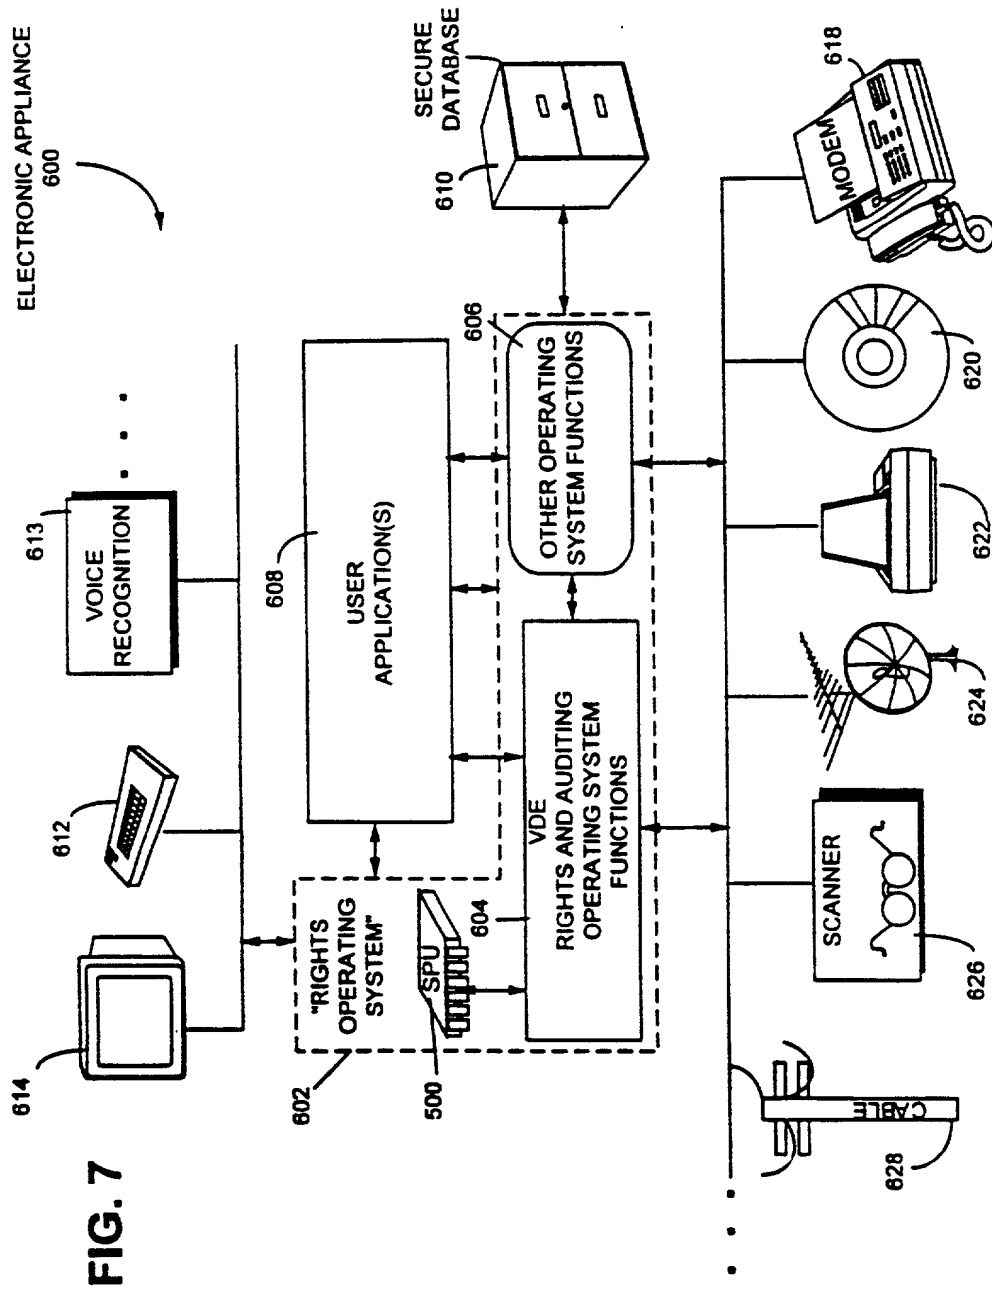 FIG. 7
ELECTRONIC APPLIANCE
600
614
612
613
VOICE
RECOGNITION
. . .
602
"RIGHTS
OPERATING
SYSTEM"
608
USER
APPLICATION(S)
SECURE
DATABASE
610
500
SPU
604
VDE
RIGHTS AND AUDITING
OPERATING SYSTEM
FUNCTIONS
606
OTHER OPERATING
SYSTEM FUNCTIONS
. . .
CABLE
628
SCANNER
626
624
622
620
MODEM
618